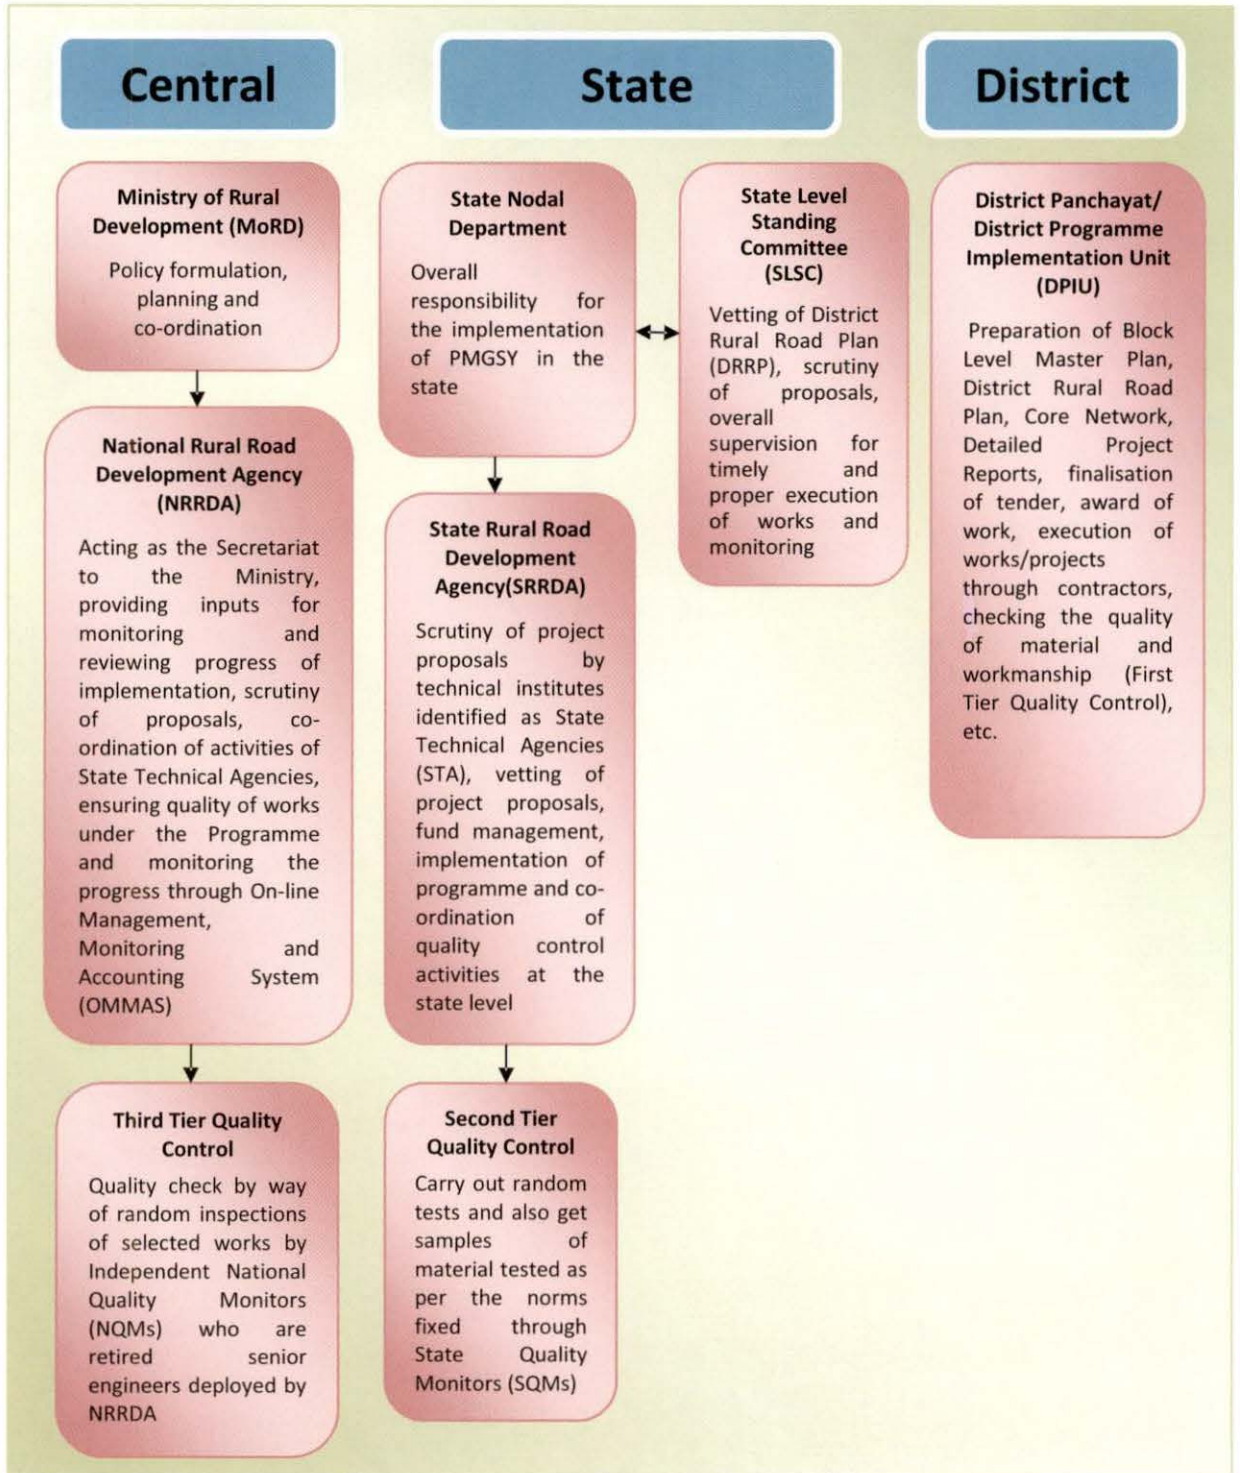 Central
State
District
Ministry of Rural
Development (MoRD)
Policy formulation,
planning and
co-ordination
National Rural Road
Development Agency
(NRRDA)
Acting as the Secretariat
to the Ministry,
providing inputs for
monitoring and
reviewing progress of
implementation, scrutiny
of proposals, co-
ordination of activities of
State Technical Agencies,
ensuring quality of works
under the Programme
and monitoring the
progress through On-line
Management,
Monitoring and
Accounting System
(OMMAS)
Third Tier Quality
Control
Quality check by way
of random inspections
of selected works by
Independent National
Quality Monitors
(NQMs) who are
retired senior
engineers deployed by
NRRDA
State Nodal
Department
Overall
responsibility for
the implementation
of PMGSY in the
state
State Rural Road
Development
Agency(SRRDA)
Scrutiny of project
proposals by
technical institutes
identified as State
Technical Agencies
(STA), vetting of
project proposals,
fund management,
implementation of
programme and co-
ordination of
quality control
activities at the
state level
Second Tier
Quality Control
Carry out random
tests and also get
samples of
material tested as
per the norms
fixed through
State Quality
Monitors (SQMs)
State Level
Standing
Committee
(SLSC)
Vetting of District
Rural Road Plan
(DRRP), scrutiny
of proposals,
overall
supervision for
timely and
proper execution
of works and
monitoring
District Panchayat/
District Programme
Implementation Unit
(DPIU)
Preparation of Block
Level Master Plan,
District Rural Road
Plan, Core Network,
Detailed Project
Reports, finalisation
of tender, award of
work, execution of
works/projects
through contractors,
checking the quality
of material and
workmanship (First
Tier Quality Control),
etc.